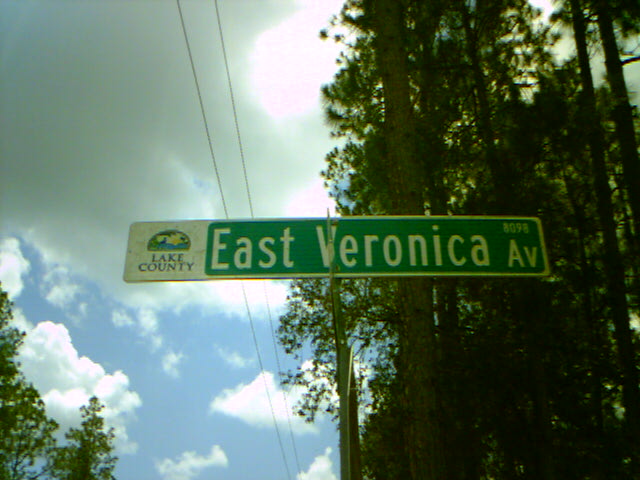 LAKE
COUNTY
East Veronica Av
8098